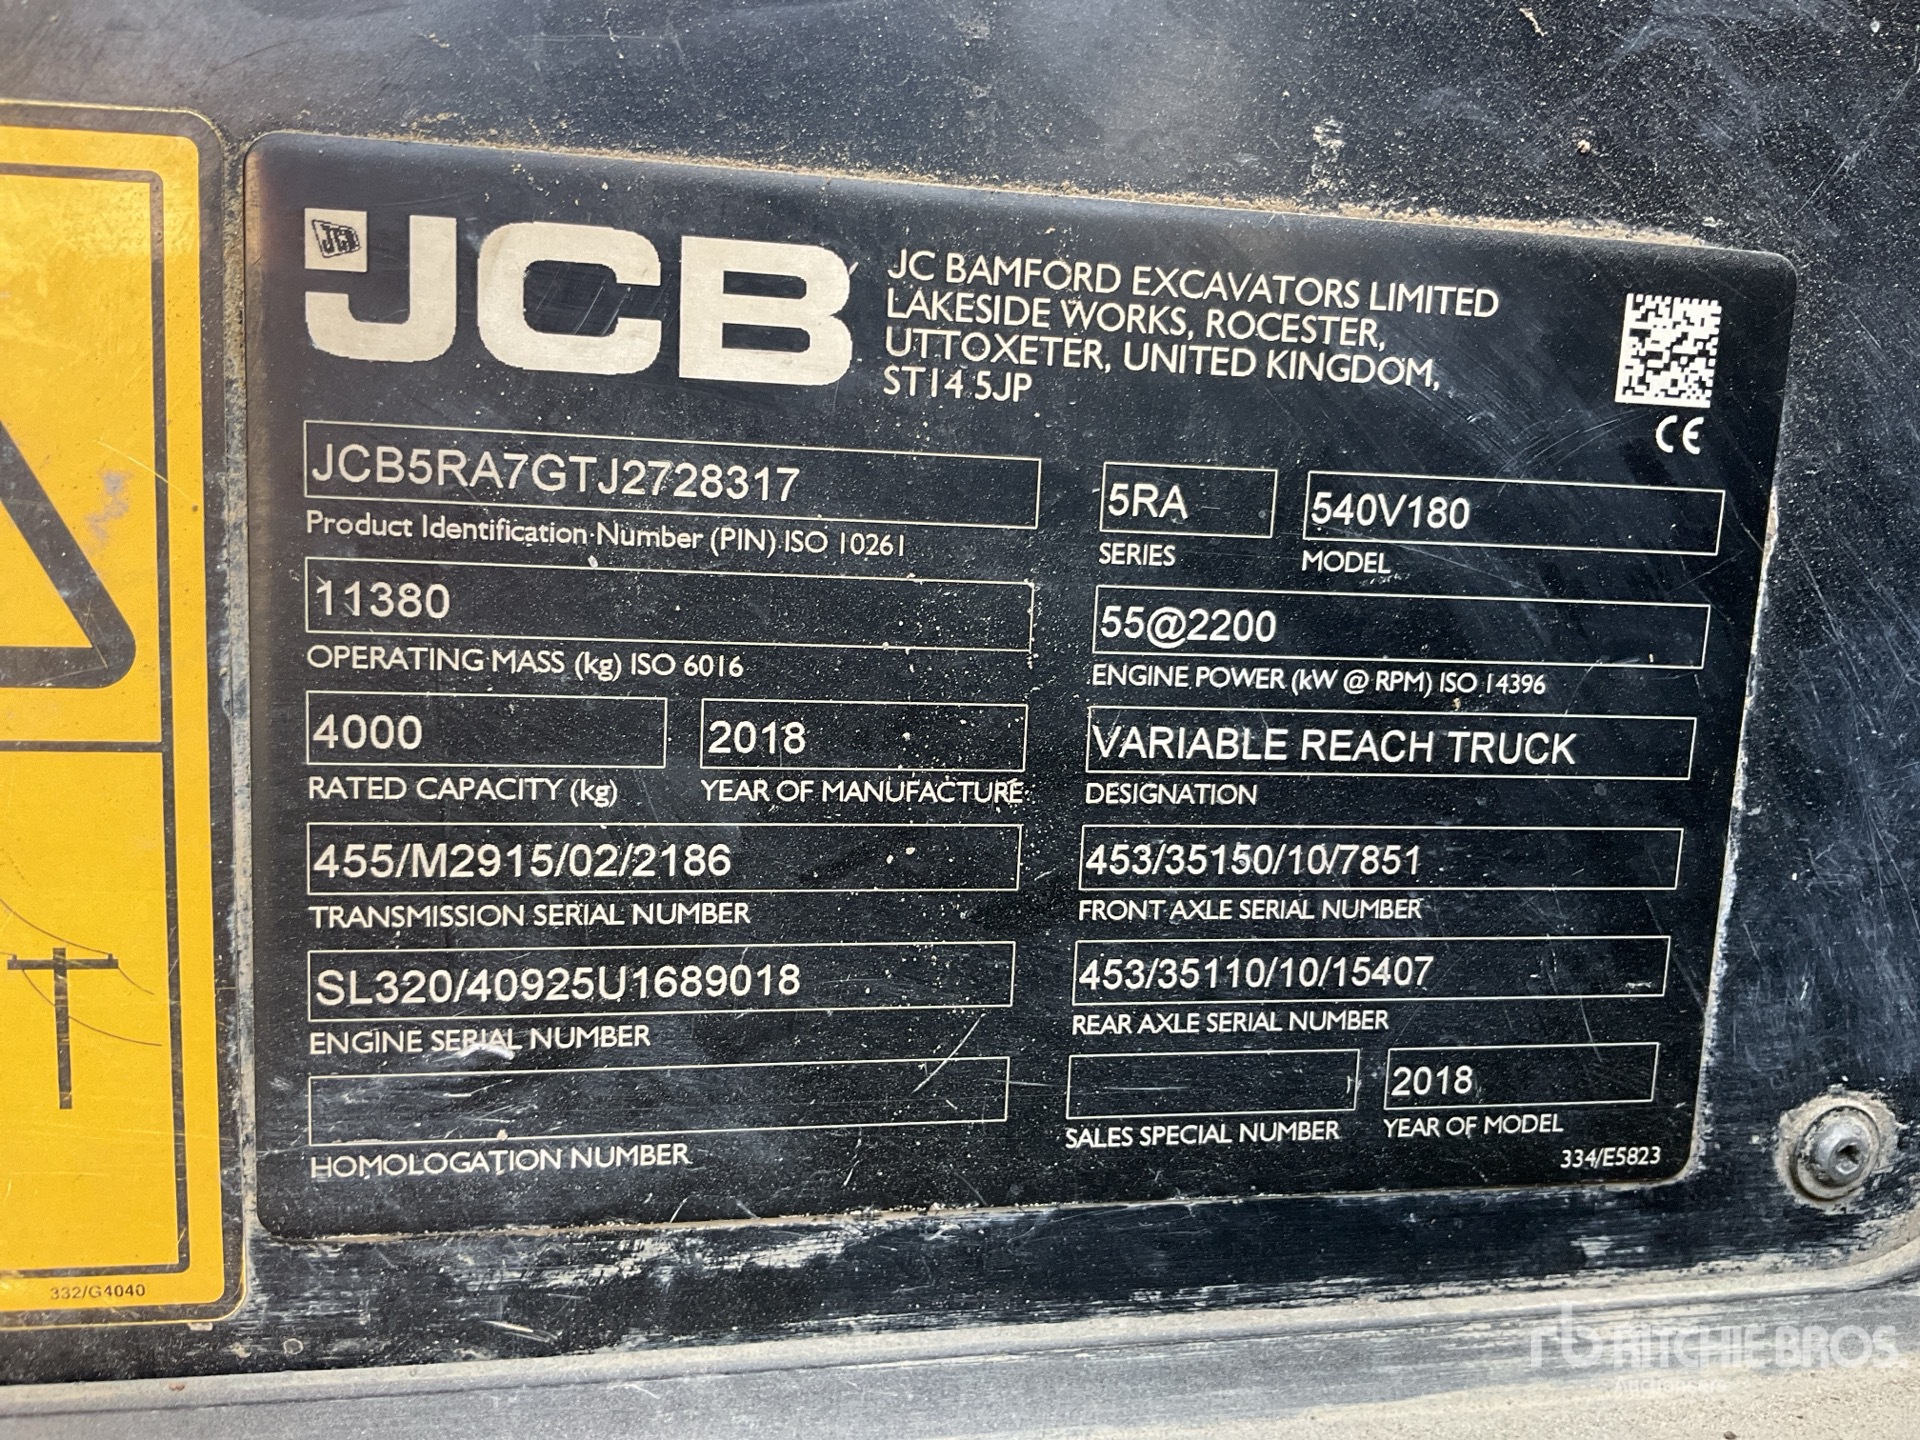 JCB
JCB
JC BAMFORD EXCAVATORS LIMITED
LAKESIDE WORKS, ROCESTER,
UTTOXETER, UNITED KINGDOM,
ST14 5JP
CE
JCB5RA7GTJ2728317
Product Identification Number (PIN) ISO 10261
5RA
SERIES
540V180
MODEL
11380
OPERATING MASS (kg) ISO 6016
55@2200
ENGINE POWER (kW @ RPM) ISO 14396
4000
RATED CAPACITY (kg)
2018
YEAR OF MANUFACTURE
VARIABLE REACH TRUCK
DESIGNATION
455/M2915/02/2186
TRANSMISSION SERIAL NUMBER
453/35150/10/7851
FRONT AXLE SERIAL NUMBER
SL320/40925U1689018
ENGINE SERIAL NUMBER
453/35110/10/15407
REAR AXLE SERIAL NUMBER
HOMOLOGATION NUMBER
SALES SPECIAL NUMBER
2018
YEAR OF MODEL
334/E5823
332/G4040
rb RITCHIE BROS.
Auctioneers